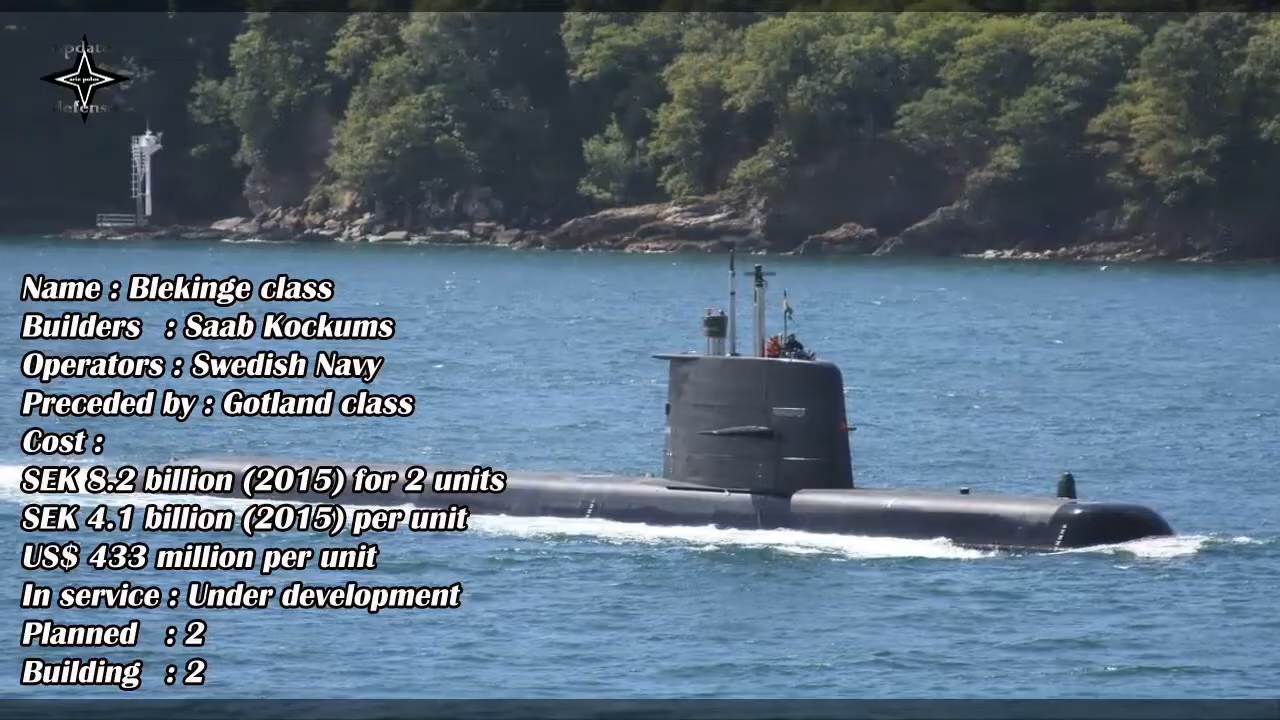 update
defense
Name : Blekinge class
Builders : Saab Kockums
Operators : Swedish Navy
Preceded by : Gotland class
Cost :
SEK 8.2 billion (2015) for 2 units
SEK 4.1 billion (2015) per unit
US$ 433 million per unit
In service : Under development
Planned : 2
Building : 2